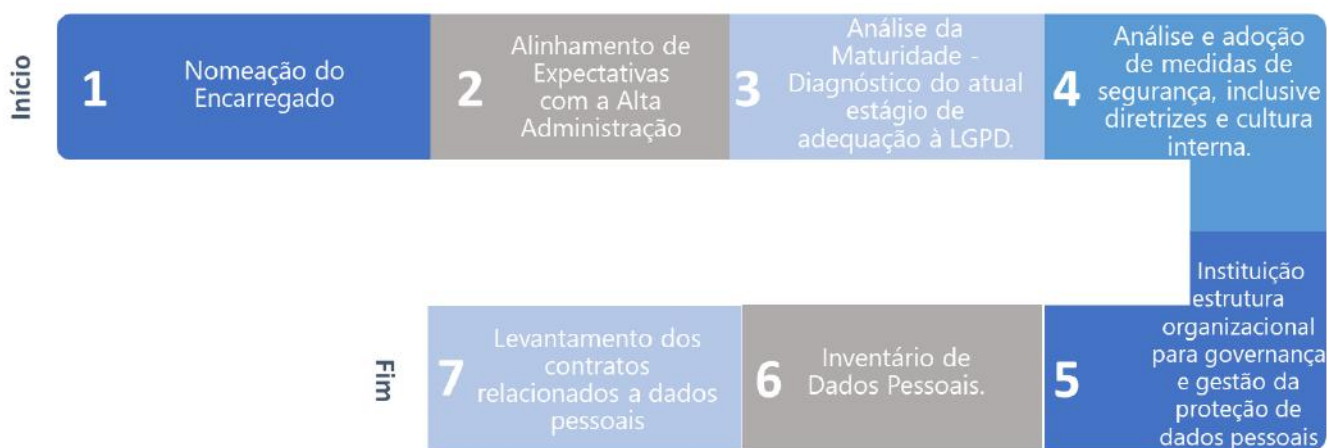 Início
1
Nomeação do
Encarregado
2
Alinhamento de
Expectativas
com a Alta
Administração
3
Análise da
Maturidade -
Diagnóstico do atual
estágio de
adequação à LGPD.
4
Análise e adoção
de medidas de
segurança, inclusive
diretrizes e cultura
interna.
5
Instituição
estrutura
organizacional
para governança
e gestão da
proteção de
dados pessoais
6
Inventário de
Dados Pessoais.
7
Levantamento dos
contratos
relacionados a dados
pessoais
Fim